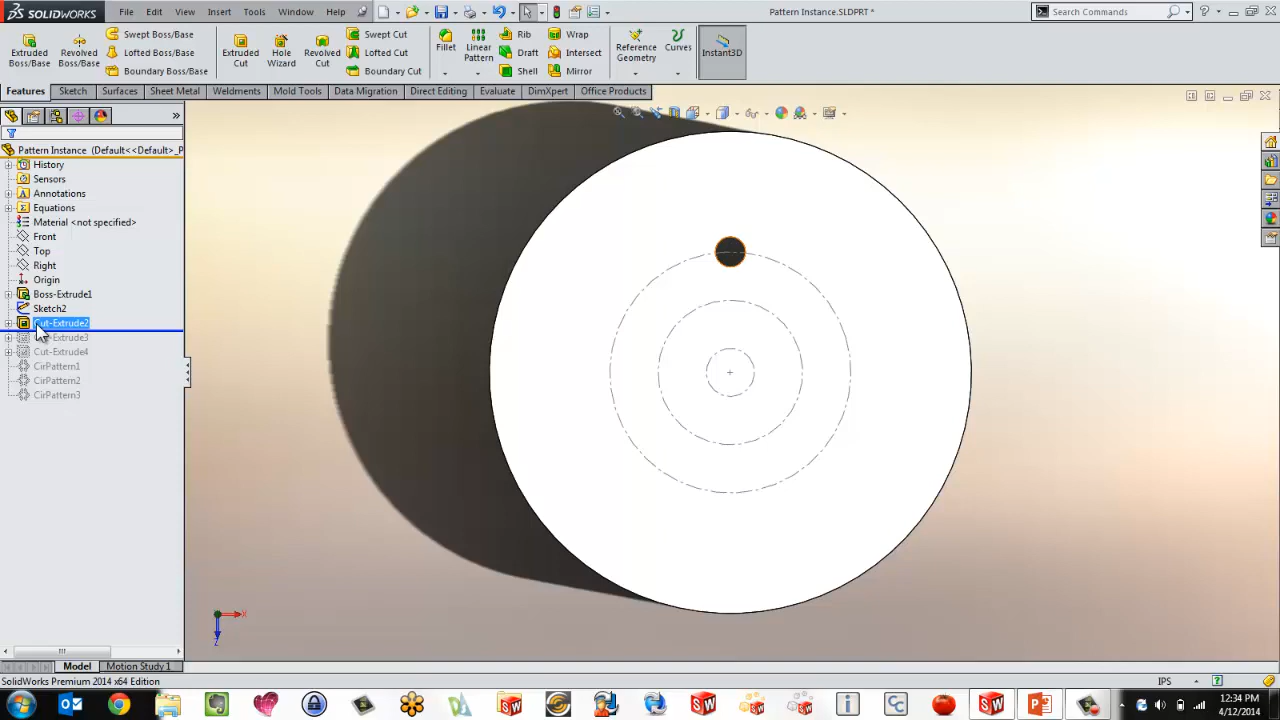 SOLIDWORKS File Edit View Insert Tools Window Help Pattern Instance.SLDPRT * Search Commands
Extruded Boss/Base
Revolved Boss/Base
Swept Boss/Base
Lofted Boss/Base
Boundary Boss/Base
Extruded Cut
Hole Wizard
Revolved Cut
Swept Cut
Lofted Cut
Boundary Cut
Fillet
Linear Pattern
Rib
Draft
Shell
Wrap
Intersect
Mirror
Reference Geometry
Curves
Instant3D
Features Sketch Surfaces Sheet Metal Weldments Mold Tools Data Migration Direct Editing Evaluate DimXpert Office Products
Pattern Instance (Default<<Default>_P
History
Sensors
Annotations
Equations
Material <not specified>
Front
Top
Right
Origin
Boss-Extrude1
Sketch2
Cut-Extrude2
Cut-Extrude3
Cut-Extrude4
CirPattern1
CirPattern2
CirPattern3
X
Z
Model Motion Study 1
SolidWorks Premium 2014 x64 Edition IPS
12:34 PM
4/12/2014